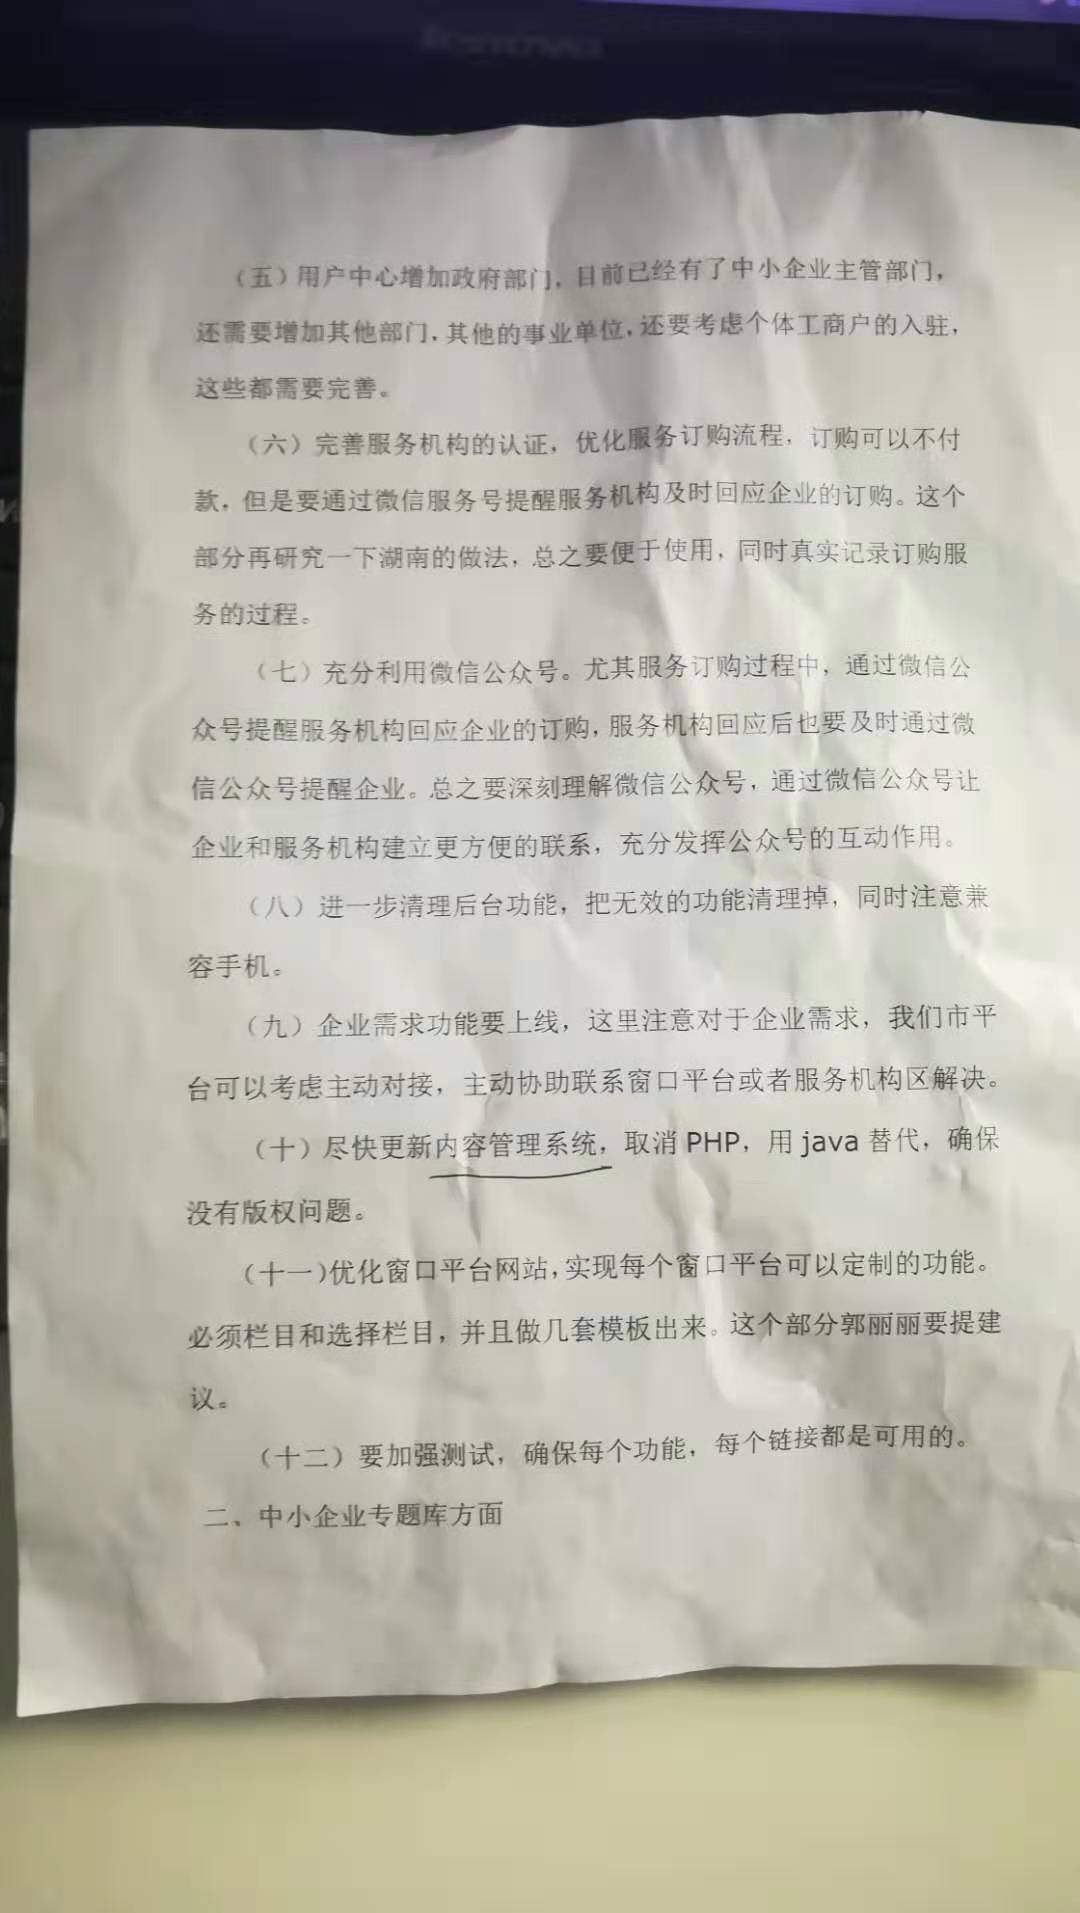 （五）用户中心增加政府部门，目前已经有了中小企业主管部门，
还需要增加其他部门，其他的事业单位，还要考虑个体工商户的入驻，
这些都需要完善。
（六）完善服务机构的认证，优化服务订购流程，订购可以不付
款，但是要通过微信服务号提醒服务机构及时回应企业的订购。这个
部分再研究一下湖南的做法，总之要便于使用，同时真实记录订购服
务的过程。
（七）充分利用微信公众号。尤其服务订购过程中，通过微信公
众号提醒服务机构回应企业的订购，服务机构回应后也要及时通过微
信公众号提醒企业。总之要深刻理解微信公众号，通过微信公众号让
企业和服务机构建立更方便的联系，充分发挥公众号的互动作用。
（八）进一步清理后台功能，把无效的功能清理掉，同时注意兼
容手机。
（九）企业需求功能要上线，这里注意对于企业需求，我们市平
台可以考虑主动对接，主动协助联系窗口平台或者服务机构区解决。
（十）尽快更新内容管理系统，取消 PHP，用 java 替代，确保
没有版权问题。
（十一）优化窗口平台网站，实现每个窗口平台可以定制的功能。
必须栏目和选择栏目，并且做几套模板出来。这个部分郭丽丽要提建
议。
（十二）要加强测试，确保每个功能，每个链接都是可用的。
二、中小企业专题库方面